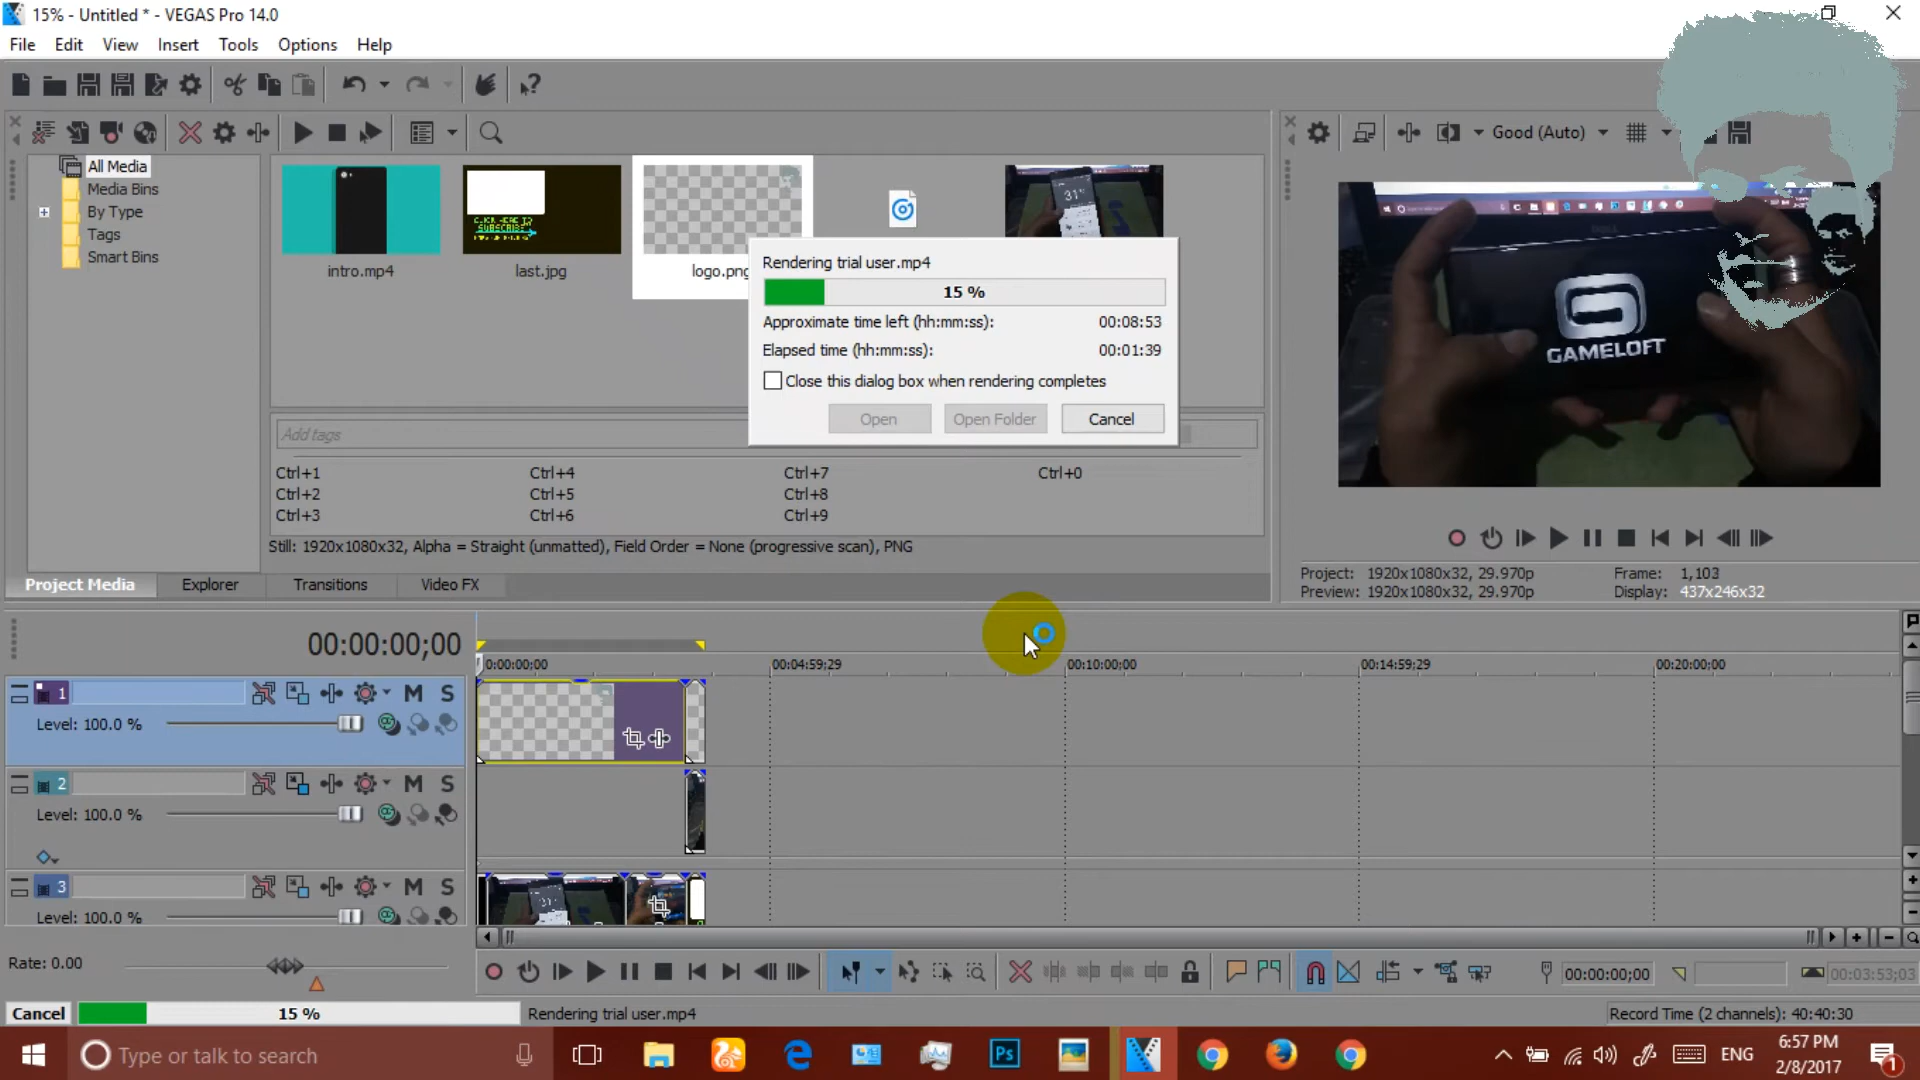 15% - Untitled * - VEGAS Pro 14.0
File Edit View Insert Tools Options Help
Good (Auto)
All Media
Media Bins
By Type
Tags
Smart Bins
CLICK HERE TO
SUBSCRIBE
intro.mp4
last.jpg
logo.png
31°
Rendering trial user.mp4
15 %
Approximate time left (hh:mm:ss): 00:08:53
Elapsed time (hh:mm:ss): 00:01:39
Close this dialog box when rendering completes
Open Open Folder Cancel
GAMELOFT
Add tags
Ctrl+1 Ctrl+4 Ctrl+7 Ctrl+0
Ctrl+2 Ctrl+5 Ctrl+8
Ctrl+3 Ctrl+6 Ctrl+9
Still: 1920x1080x32, Alpha = Straight (unmatted), Field Order = None (progressive scan), PNG
Project Media Explorer Transitions Video FX
Project: 1920x1080x32, 29.970p Frame: 1,103
Preview: 1920x1080x32, 29.970p Display: 437x246x32
00:00:00;00
0:00:00:00 00:04:59;29 00:10:00:00 00:14:59;29 00:20:00:00
1 M S
Level: 100.0 %
2 M S
Level: 100.0 %
3 M S
Level: 100.0 %
Rate: 0.00
00:00:00;00 00:03:53;03
Cancel 15 % Rendering trial user.mp4 Record Time (2 channels): 40:40:30
Type or talk to search
Ps
ENG
6:57 PM
2/8/2017
1